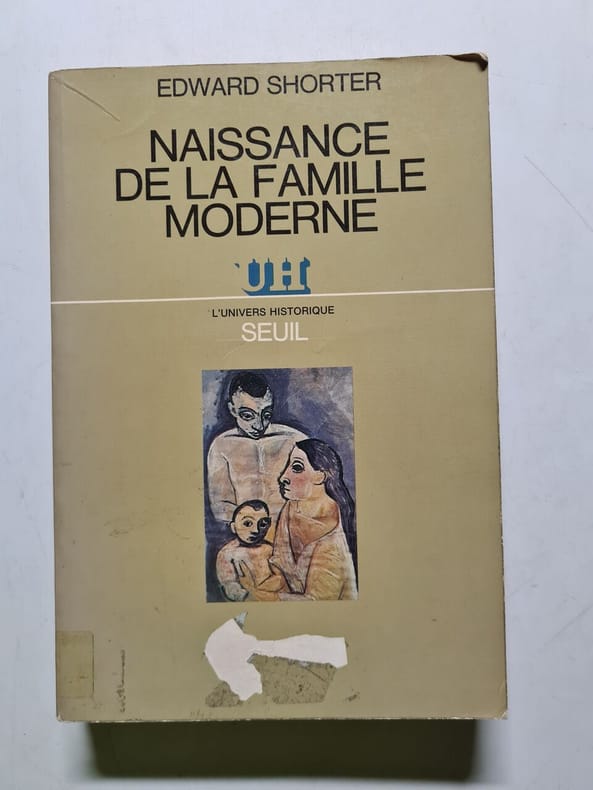 EDWARD SHORTER
NAISSANCE
DE LA FAMILLE
MODERNE
UH
L'UNIVERS HISTORIQUE
SEUIL